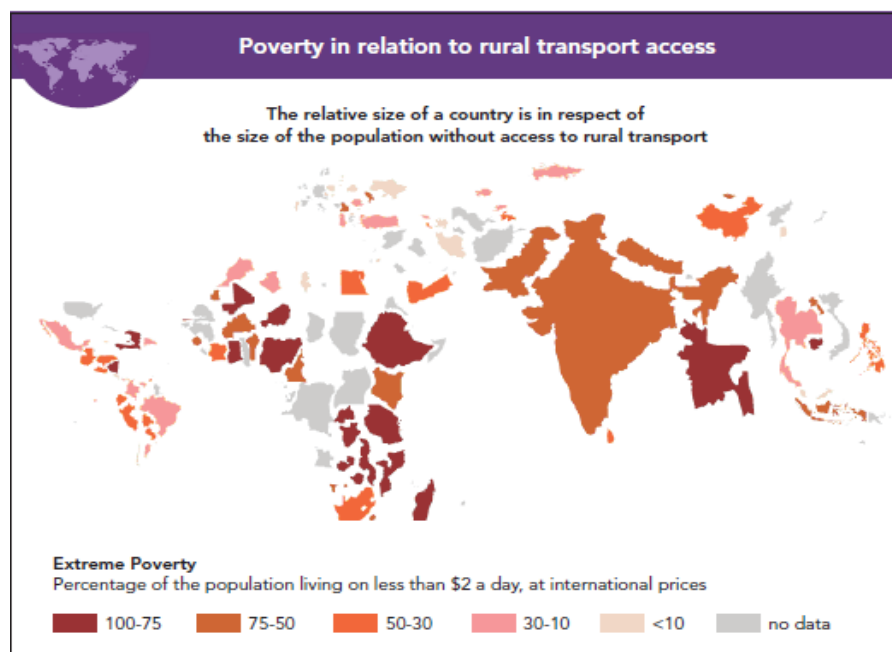 Poverty in relation to rural transport access
The relative size of a country is in respect of
the size of the population without access to rural transport
Extreme Poverty
Percentage of the population living on less than $2 a day, at international prices
100-75 75-50 50-30 30-10 <10 no data